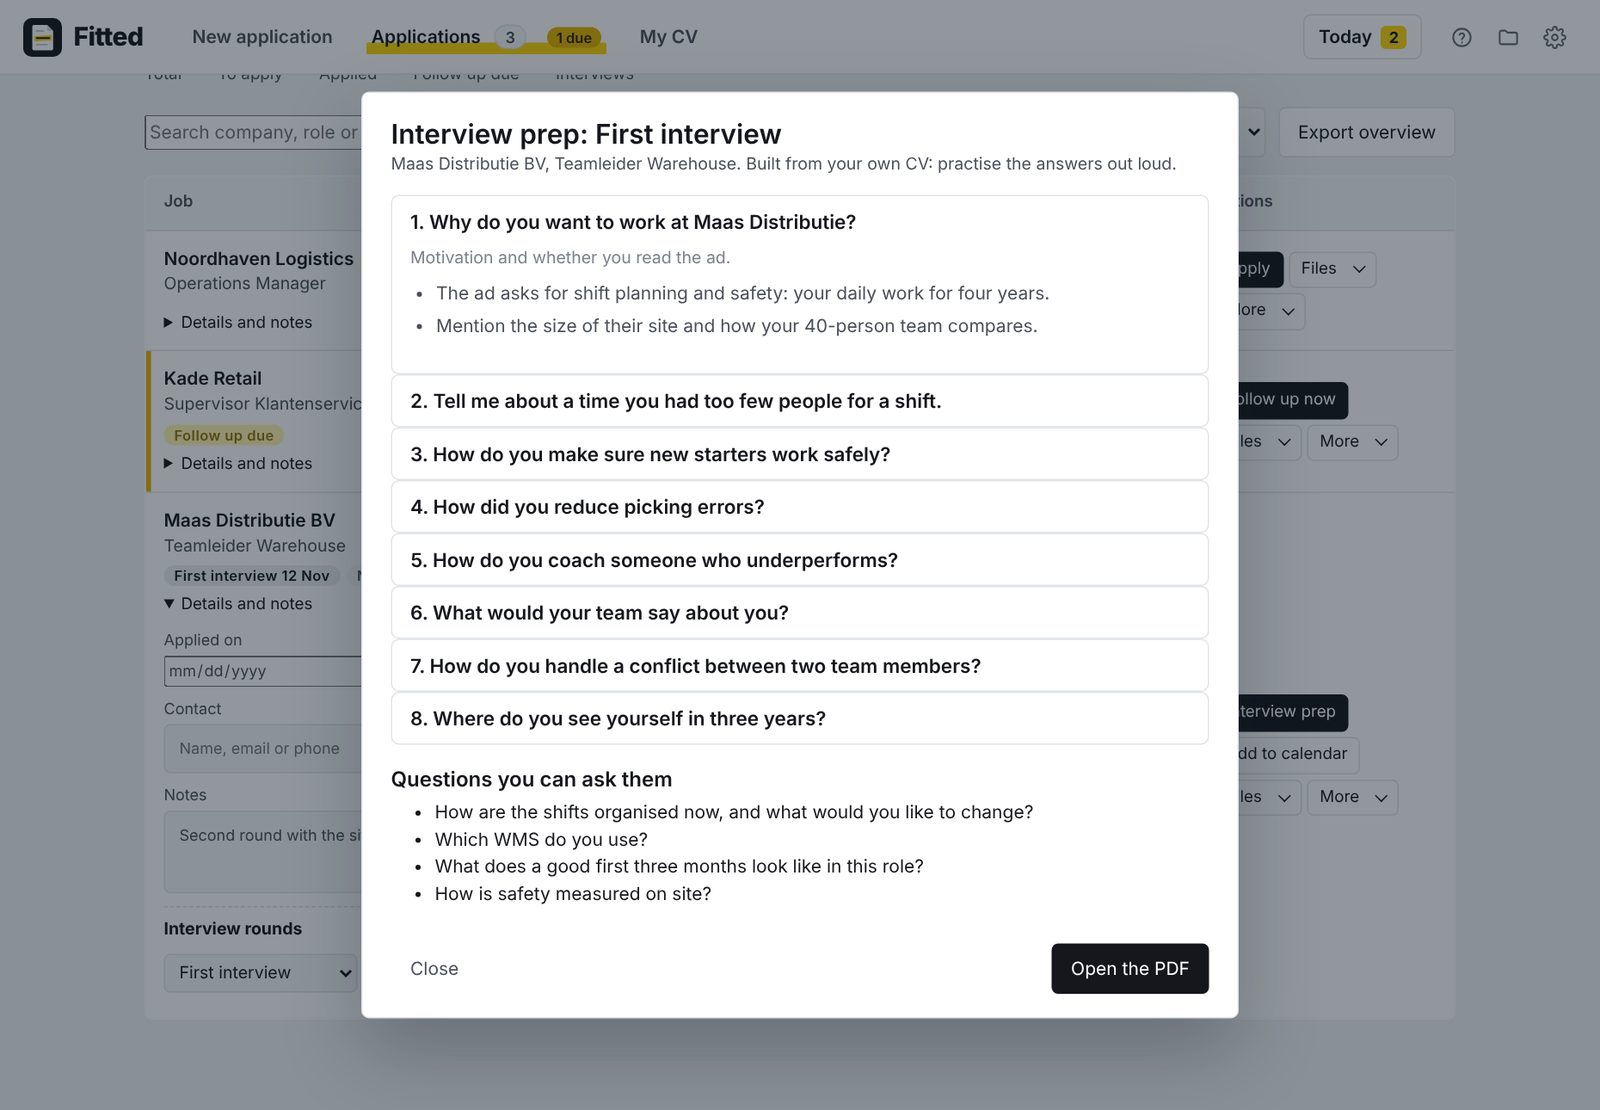 Fitted
New application
Applications 3 1 due
My CV
Today 2
Total To apply Applied Follow up due Interviews
Search company, role or
Export overview
Job
Noordhaven Logistics
Operations Manager
Details and notes
Files
Kade Retail
Supervisor
Follow up due
Details and notes
up now
More
Maas Distributie BV
Teamleider Warehouse
First interview 12 Nov
Details and notes
Applied on
mm/dd/yyyy
Contact
Name, email or phone
Notes
Second round with the
Interview rounds
First interview
prep
to calendar
More
Interview prep: First interview
Maas Distributie BV, Teamleider Warehouse. Built from your own CV: practise the answers out loud.
1. Why do you want to work at Maas Distributie?
Motivation and whether you read the ad.
• The ad asks for shift planning and safety: your daily work for four years.
• Mention the size of their site and how your 40-person team compares.
2. Tell me about a time you had too few people for a shift.
3. How do you make sure new starters work safely?
4. How did you reduce picking errors?
5. How do you coach someone who underperforms?
6. What would your team say about you?
7. How do you handle a conflict between two team members?
8. Where do you see yourself in three years?
Questions you can ask them
• How are the shifts organised now, and what would you like to change?
• Which WMS do you use?
• What does a good first three months look like in this role?
• How is safety measured on site?
Close
Open the PDF